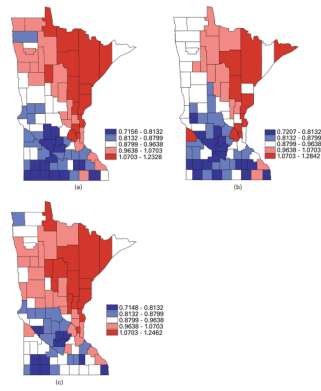 0.7156 - 0.8132
0.8132 - 0.8799
0.8799 - 0.9638
0.9638 - 1.0703
1.0703 - 1.2328
(a)
0.7207 - 0.8132
0.8132 - 0.8799
0.8799 - 0.9638
0.9638 - 1.0703
1.0703 - 1.2842
(b)
0.7148 - 0.8132
0.8132 - 0.8799
0.8799 - 0.9638
0.9638 - 1.0703
1.0703 - 1.2462
(c)